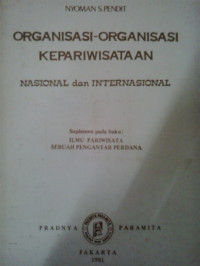 NYOMAN S. PENDIT
ORGANISASI-ORGANISASI
KEPARIWISATAAN
NASIONAL dan INTERNASIONAL
Suplemen pada buku:
ILMU PARIWISATA
SEBUAH PENGANTAR PERDANA
PRADNYA PARAMITA
JAKARTA
1981